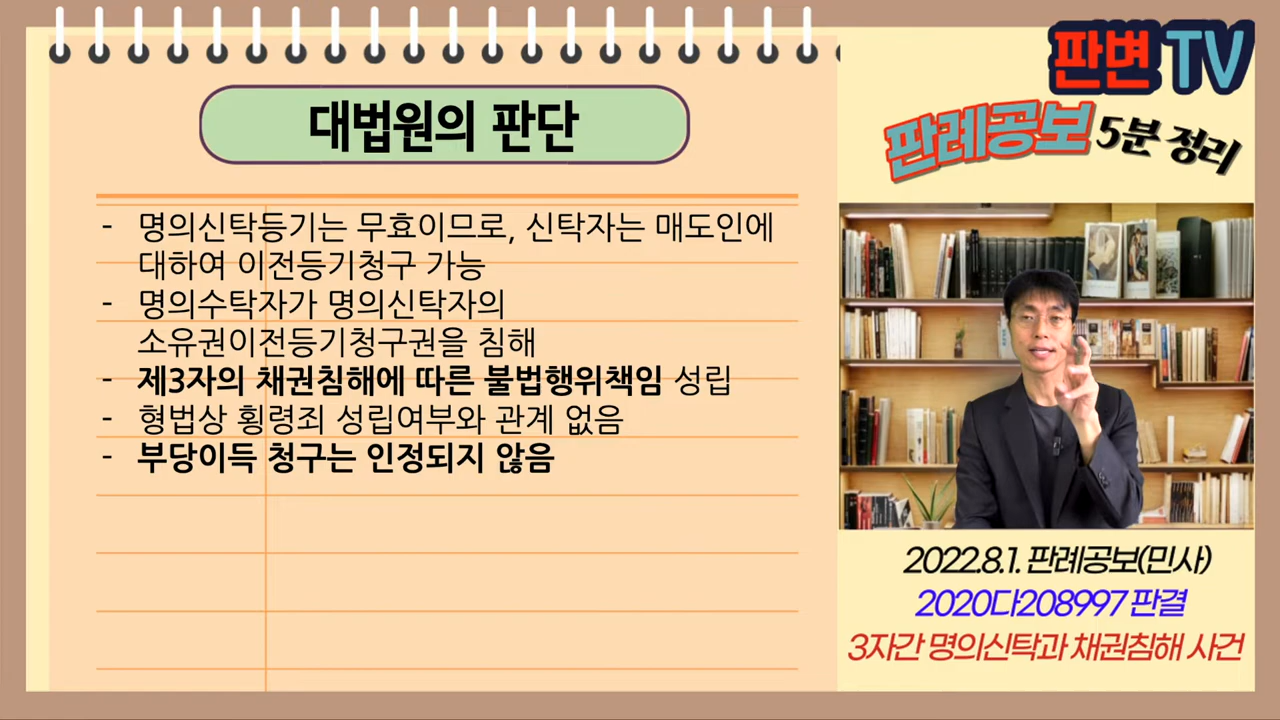 대법원의 판단
- 명의신탁등기는 무효이므로, 신탁자는 매도인에
대하여 이전등기청구 가능
- 명의수탁자가 명의신탁자의
소유권이전등기청구권을 침해
- 제3자의 채권침해에 따른 불법행위책임 성립
- 형법상 횡령죄 성립여부와 관계 없음
- 부당이득 청구는 인정되지 않음
판변 TV
판례공보 5분 정리
2022.8.1. 판례공보(민사)
2020다208997 판결
3자간 명의신탁과 채권침해 사건